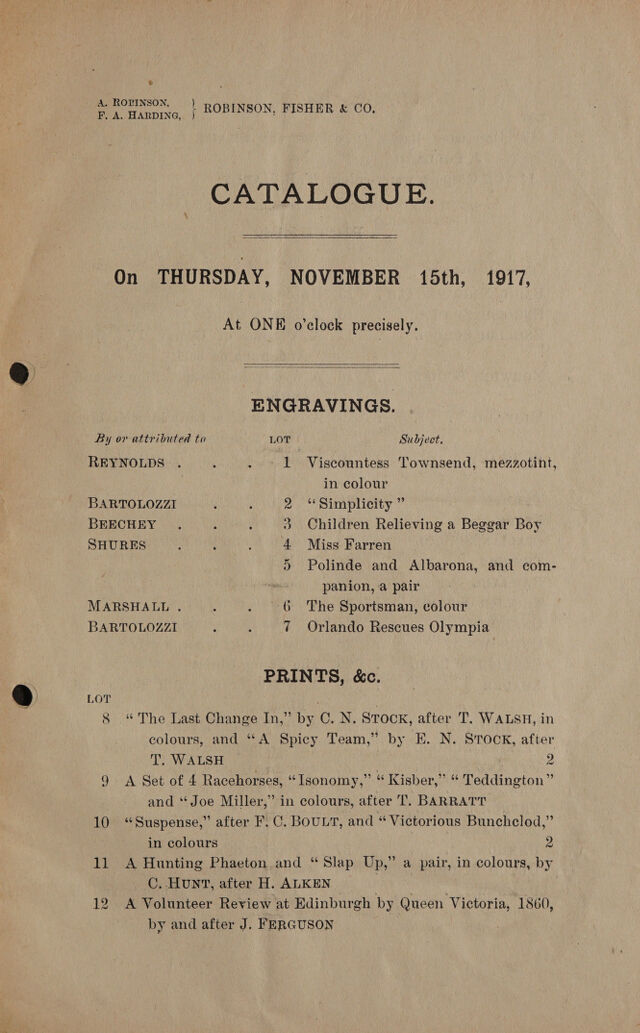 A. ROBINSON, } ROBINSON, FISHER & CO.
F. A. HARDING, }
CATALOGUE.
On THURSDAY, NOVEMBER 15th, 1917,
At ONE o'clock precisely.
ENGRAVINGS.
By or attributed to LOT Subject.
REYNOLDS . . . 1 Viscountess Townsend, mezzotint,
in colour
BARTOLOZZI . . 2 "Simplicity"
BEECHEY . . . 3 Children Relieving a Beggar Boy
SHURES . . . 4 Miss Farren
5 Polinde and Albarona, and com-
panion, a pair
MARSHALL . . . 6 The Sportsman, colour
BARTOLOZZI . . 7 Orlando Rescues Olympia
PRINTS, &c.
LOT
8 "The Last Change In," by C. N. STOCK, after T. WALSH, in
colours, and "A Spicy Team," by E. N. STOCK, after
T. WALSH 2
9 A Set of 4 Racehorses, "Isonomy," "Kisber," "Teddington"
and "Joe Miller," in colours, after T. BARRATT
10 "Suspense," after F. C. BOULT, and "Victorious Bunchclod,"
in colours 2
11 A Hunting Phaeton and "Slap Up," a pair, in colours, by
C. HUNT, after H. ALKEN
12 A Volunteer Review at Edinburgh by Queen Victoria, 1860,
by and after J. FERGUSON